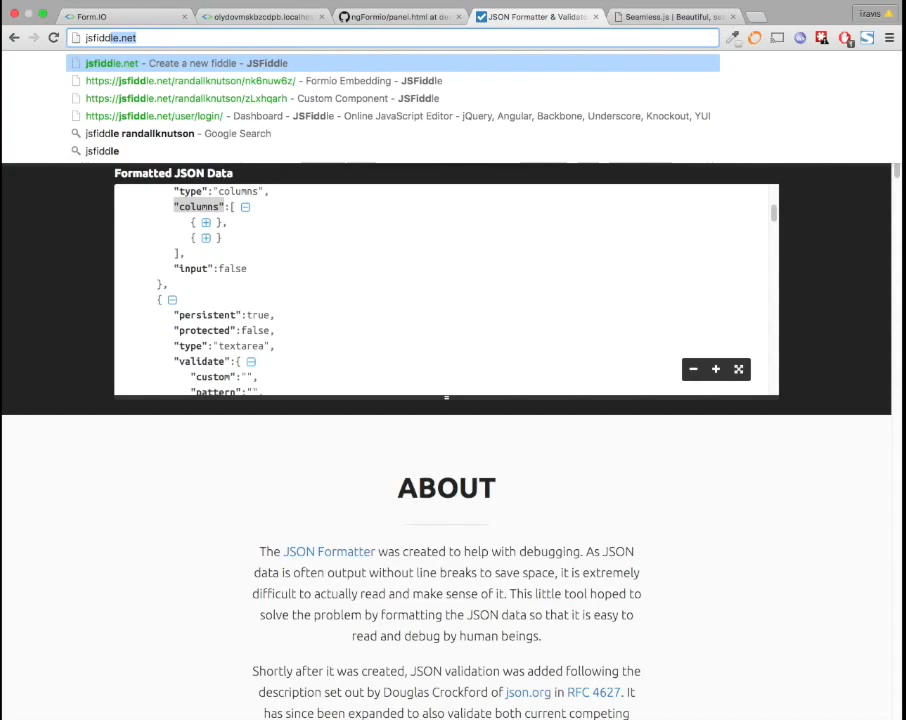 Form.IO
olydovmskbzcdpb.localhos
ngFormio/panel.html at de
JSON Formatter & Validato
Seamless.js | Beautiful, sea
Travis
jsfiddle.net
jsfiddle.net - Create a new fiddle - JSFiddle
https://jsfiddle.net/randallknutson/nk6nuw6z/ - Formio Embedding - JSFiddle
https://jsfiddle.net/randallknutson/zLxhqarh - Custom Component - JSFiddle
https://jsfiddle.net/user/login/ - Dashboard - JSFiddle - Online JavaScript Editor - jQuery, Angular, Backbone, Underscore, Knockout, YUI
jsfiddle randallknutson - Google Search
jsfiddle
Formatted JSON Data
"type":"columns",
"columns":[
{ },
{ }
],
"input":false
},
{
"persistent":true,
"protected":false,
"type":"textarea",
"validate":{
"custom":"",
"pattern":"",
ABOUT
The JSON Formatter was created to help with debugging. As JSON
data is often output without line breaks to save space, it is extremely
difficult to actually read and make sense of it. This little tool hoped to
solve the problem by formatting the JSON data so that it is easy to
read and debug by human beings.
Shortly after it was created, JSON validation was added following the
description set out by Douglas Crockford of json.org in RFC 4627. It
has since been expanded to also validate both current competing